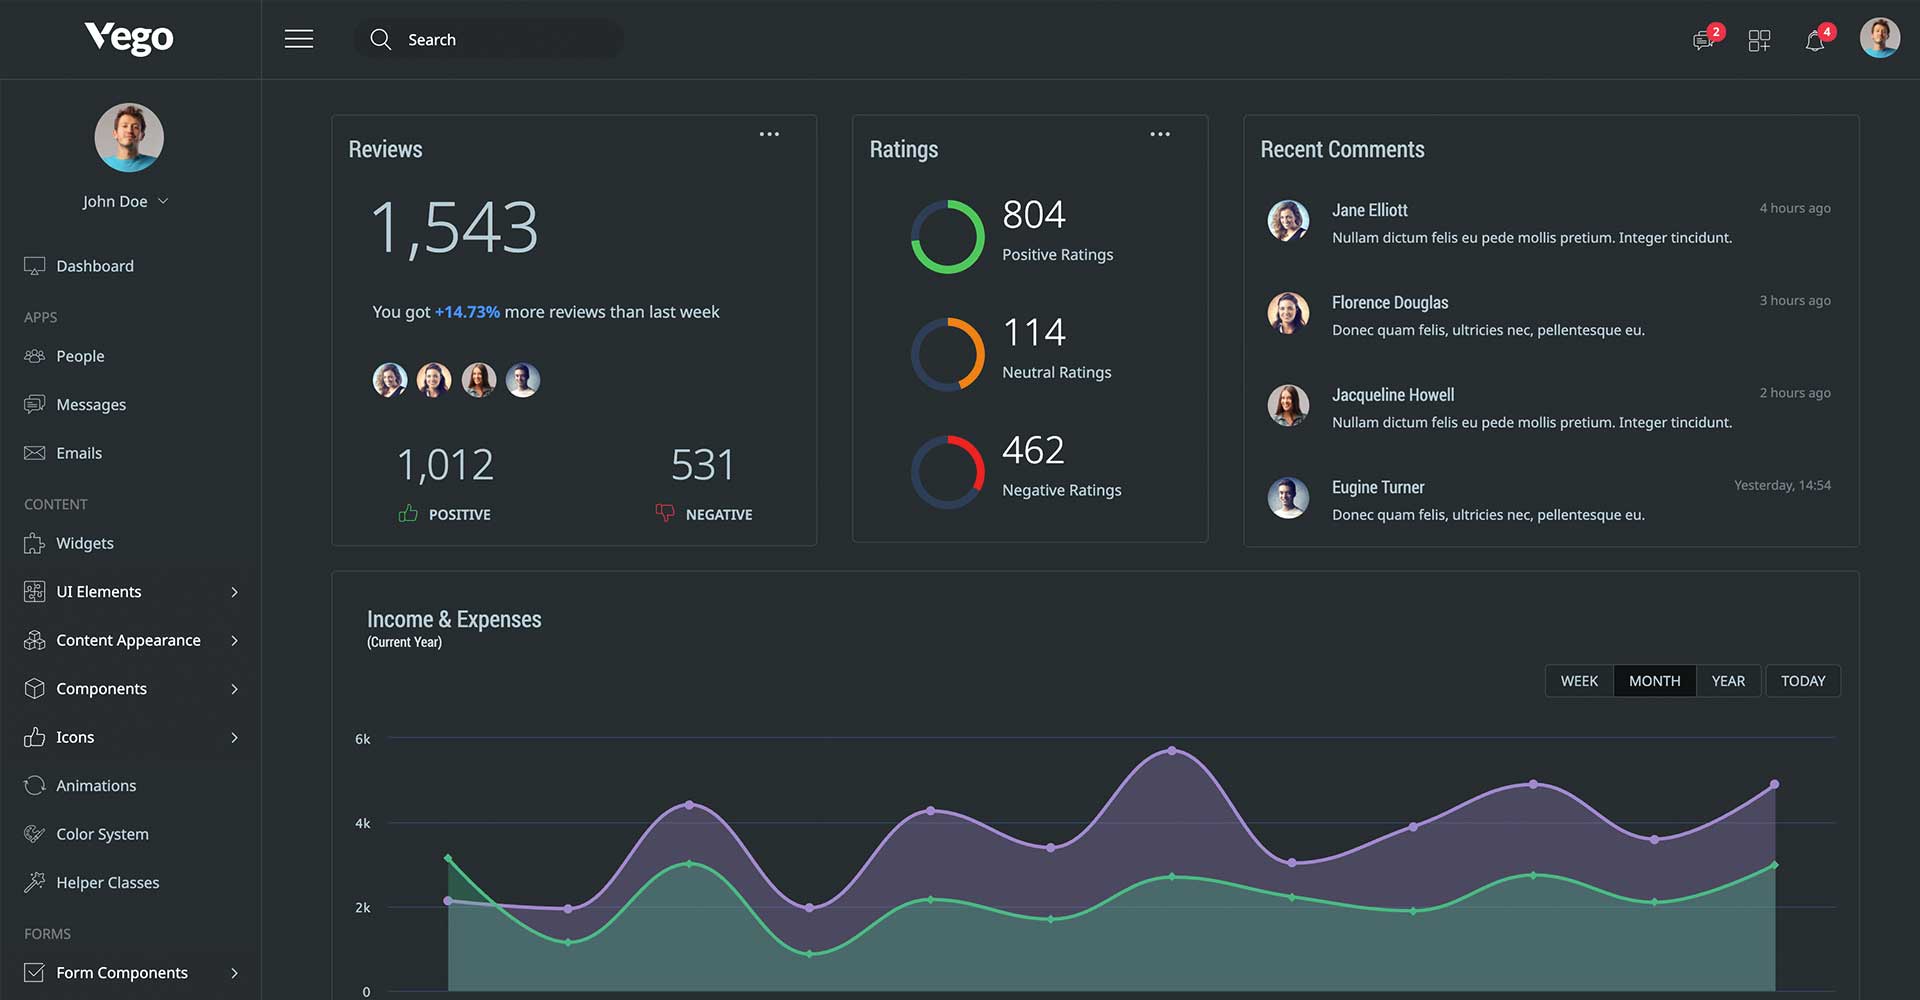 Vego
Search
2
4
John Doe
Dashboard
APPS
People
Messages
Emails
CONTENT
Widgets
UI Elements
Content Appearance
Components
Icons
Animations
Color System
Helper Classes
FORMS
Form Components
Reviews
1,543
You got +14.73% more reviews than last week
1,012
POSITIVE
531
NEGATIVE
Ratings
804
Positive Ratings
114
Neutral Ratings
462
Negative Ratings
Recent Comments
Jane Elliott
4 hours ago
Nullam dictum felis eu pede mollis pretium. Integer tincidunt.
Florence Douglas
3 hours ago
Donec quam felis, ultricies nec, pellentesque eu.
Jacqueline Howell
2 hours ago
Nullam dictum felis eu pede mollis pretium. Integer tincidunt.
Eugine Turner
Yesterday, 14:54
Donec quam felis, ultricies nec, pellentesque eu.
Income & Expenses
(Current Year)
WEEK MONTH YEAR TODAY
6k
4k
2k
0